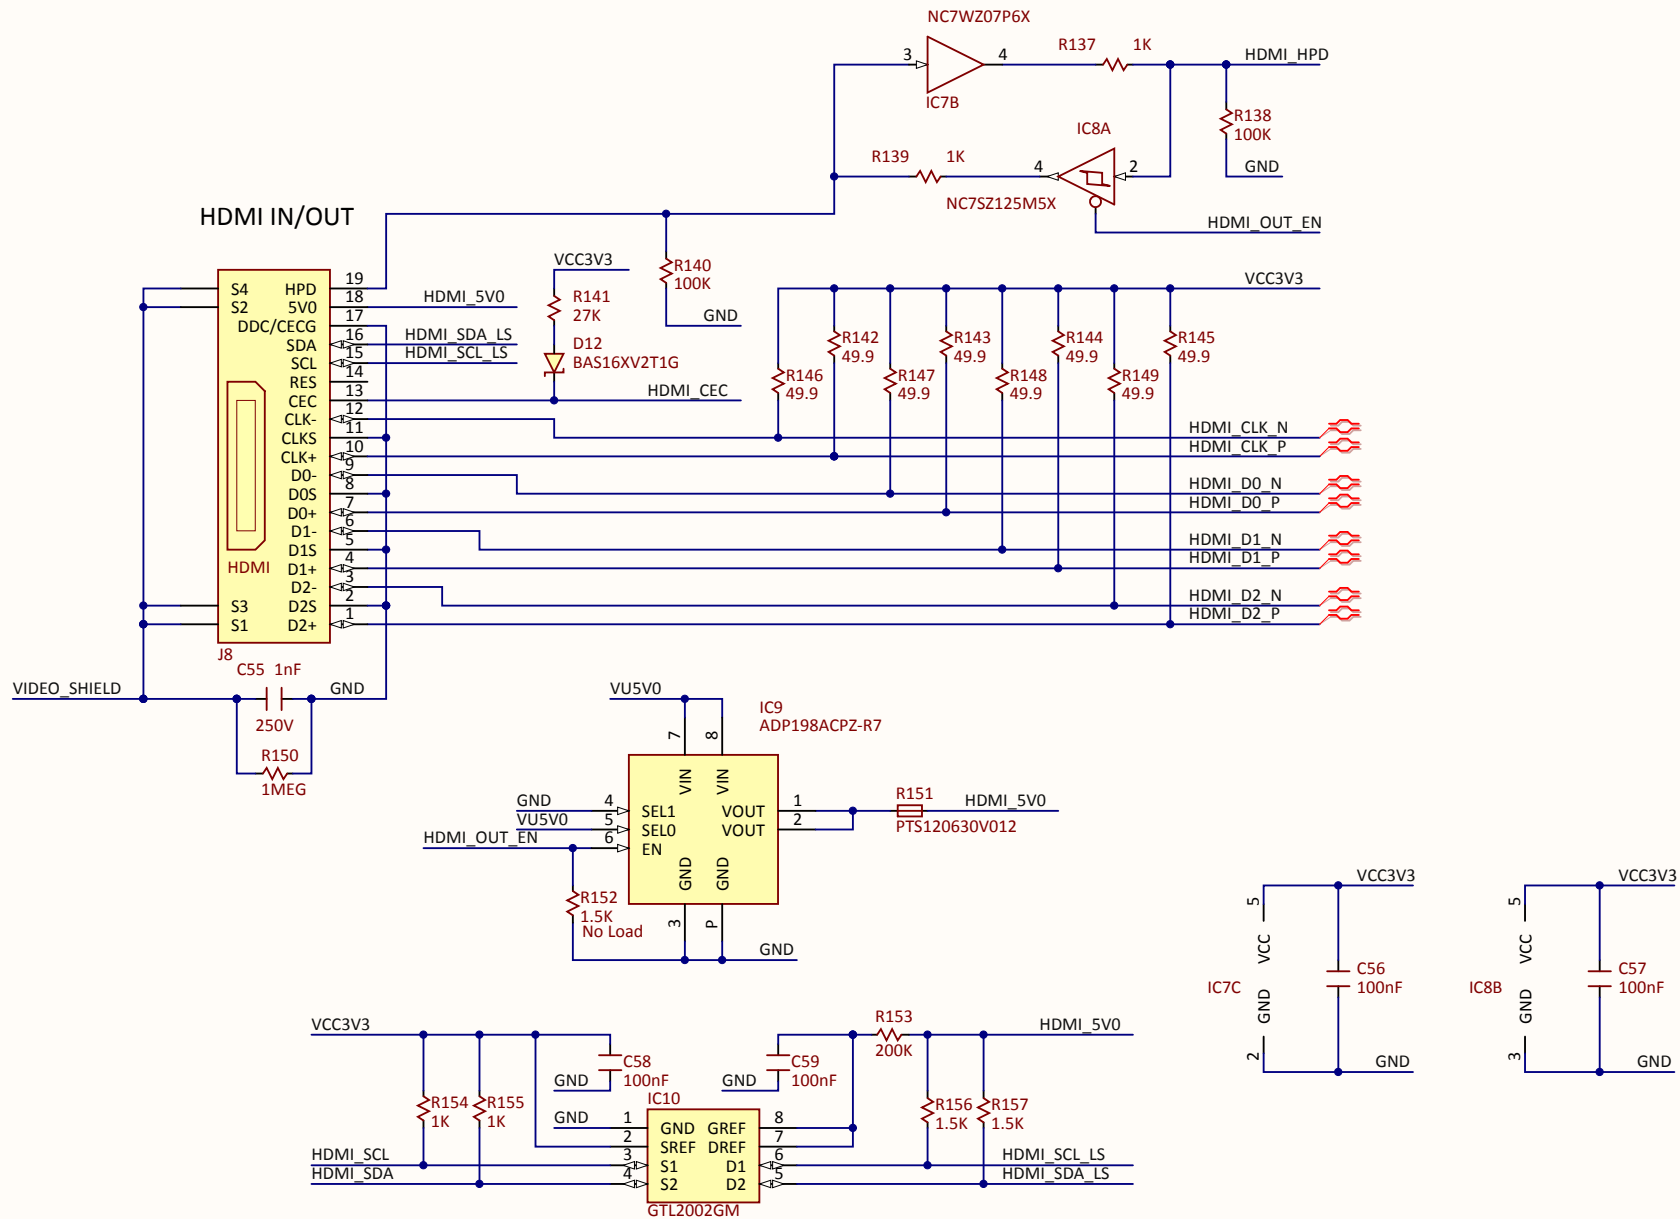 NC7WZ07P6X
3
4
R137 1K
HDMI_HPD
IC7B
IC8A
R138
100K
R139 1K
4
2
GND
NC7SZ125M5X
HDMI_OUT_EN
HDMI IN/OUT
VCC3V3
R140
100K
GND
R141
27K
D12
BAS16XV2T1G
HDMI_5V0
HDMI_SDA_LS
HDMI_SCL_LS
HDMI_CEC
S4 HPD 19
S2 5V0 18
DDC/CECG 17
SDA 16
SCL 15
RES 14
CEC 13
CLK- 12
CLKS 11
CLK+ 10
D0- 9
D0S 8
D0+ 7
D1- 6
D1S 5
HDMI D1+ 4
D2- 3
S3 D2S 2
S1 D2+ 1
J8
VCC3V3
R142
49.9
R143
49.9
R144
49.9
R145
49.9
R146
49.9
R147
49.9
R148
49.9
R149
49.9
HDMI_CLK_N
HDMI_CLK_P
HDMI_D0_N
HDMI_D0_P
HDMI_D1_N
HDMI_D1_P
HDMI_D2_N
HDMI_D2_P
C55 1nF
VIDEO_SHIELD
GND
250V
R150
1MEG
VU5V0
IC9
ADP198ACPZ-R7
7 8
VIN VIN
GND 4 SEL1
VU5V0 5 SEL0
HDMI_OUT_EN 6 EN
VOUT 1
VOUT 2
GND GND
3 P
R151
PTS120630V012
HDMI_5V0
R152
1.5K
No Load
GND
VCC3V3
5
VCC
IC7C
GND
2
C56
100nF
GND
VCC3V3
5
VCC
IC8B
GND
3
C57
100nF
GND
VCC3V3
C58
100nF
GND
R154
1K
R155
1K
R153
200K
HDMI_5V0
C59
100nF
GND
R156
1.5K
R157
1.5K
IC10
GND 1 GND GREF 8
2 SREF DREF 7
HDMI_SCL 3 S1 D1 6 HDMI_SCL_LS
HDMI_SDA 4 S2 D2 5 HDMI_SDA_LS
GTL2002GM